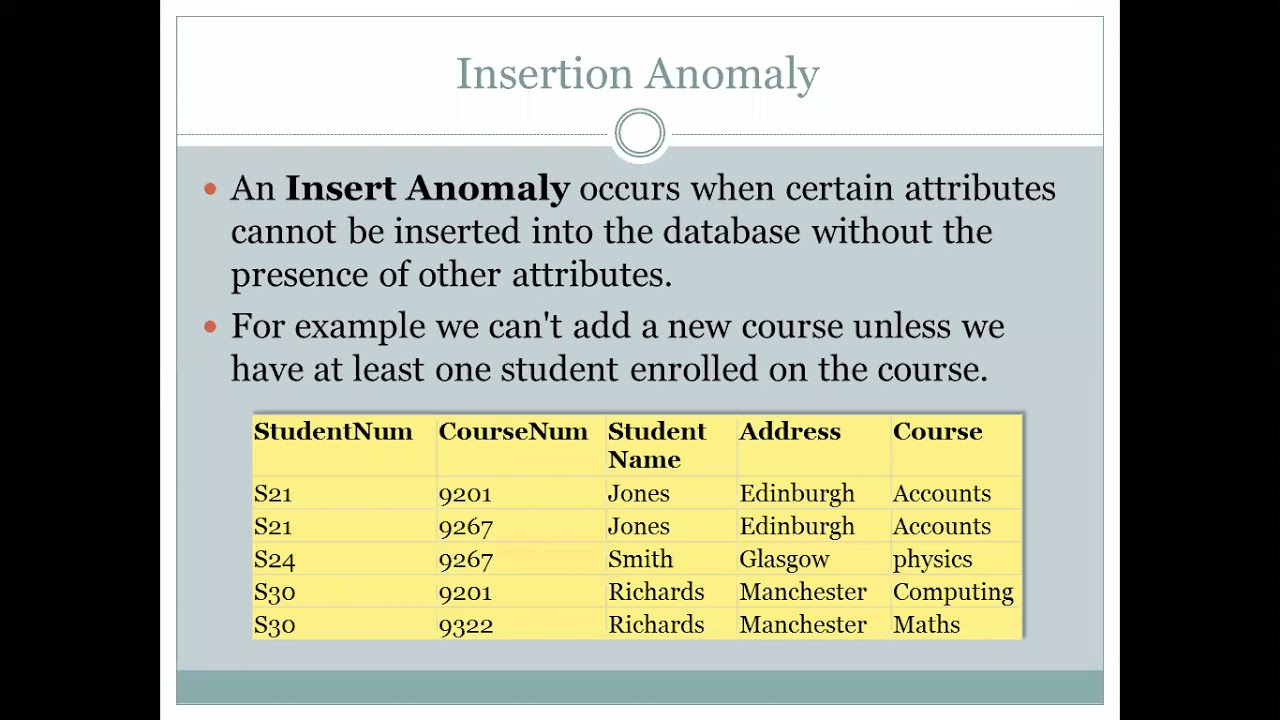 Insertion Anomaly
• An Insert Anomaly occurs when certain attributes
cannot be inserted into the database without the
presence of other attributes.
• For example we can't add a new course unless we
have at least one student enrolled on the course.
StudentNum CourseNum Student Name Address Course
S21 9201 Jones Edinburgh Accounts
S21 9267 Jones Edinburgh Accounts
S24 9267 Smith Glasgow physics
S30 9201 Richards Manchester Computing
S30 9322 Richards Manchester Maths